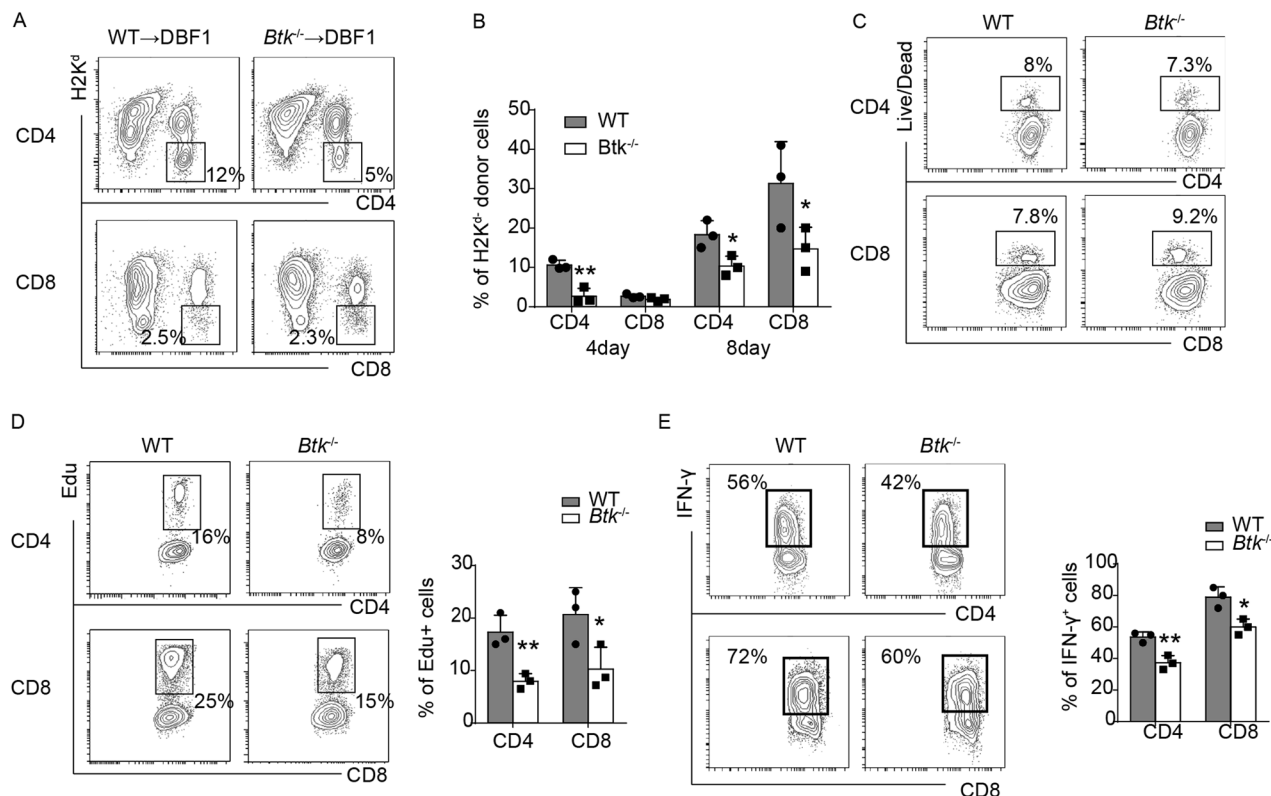 A
WT→DBF1
Btk-/-→DBF1
H2Kd
CD4
12%
5%
CD4
CD8
2.5%
2.3%
CD8
B
% of H2Kd- donor cells
50
40
30
20
10
0
WT
Btk-/-
**
*
*
CD4
CD8
CD4
CD8
4day
8day
C
WT
Btk-/-
Live/Dead
CD4
8%
7.3%
CD4
CD8
7.8%
9.2%
CD8
D
WT
Btk-/-
Edu
CD4
16%
8%
CD4
CD8
25%
15%
CD8
WT
Btk-/-
% of Edu+ cells
30
20
10
0
**
*
CD4
CD8
E
WT
Btk-/-
IFN-γ
56%
42%
CD4
72%
60%
CD8
WT
Btk-/-
% of IFN-γ+ cells
100
80
60
40
20
0
**
*
CD4
CD8